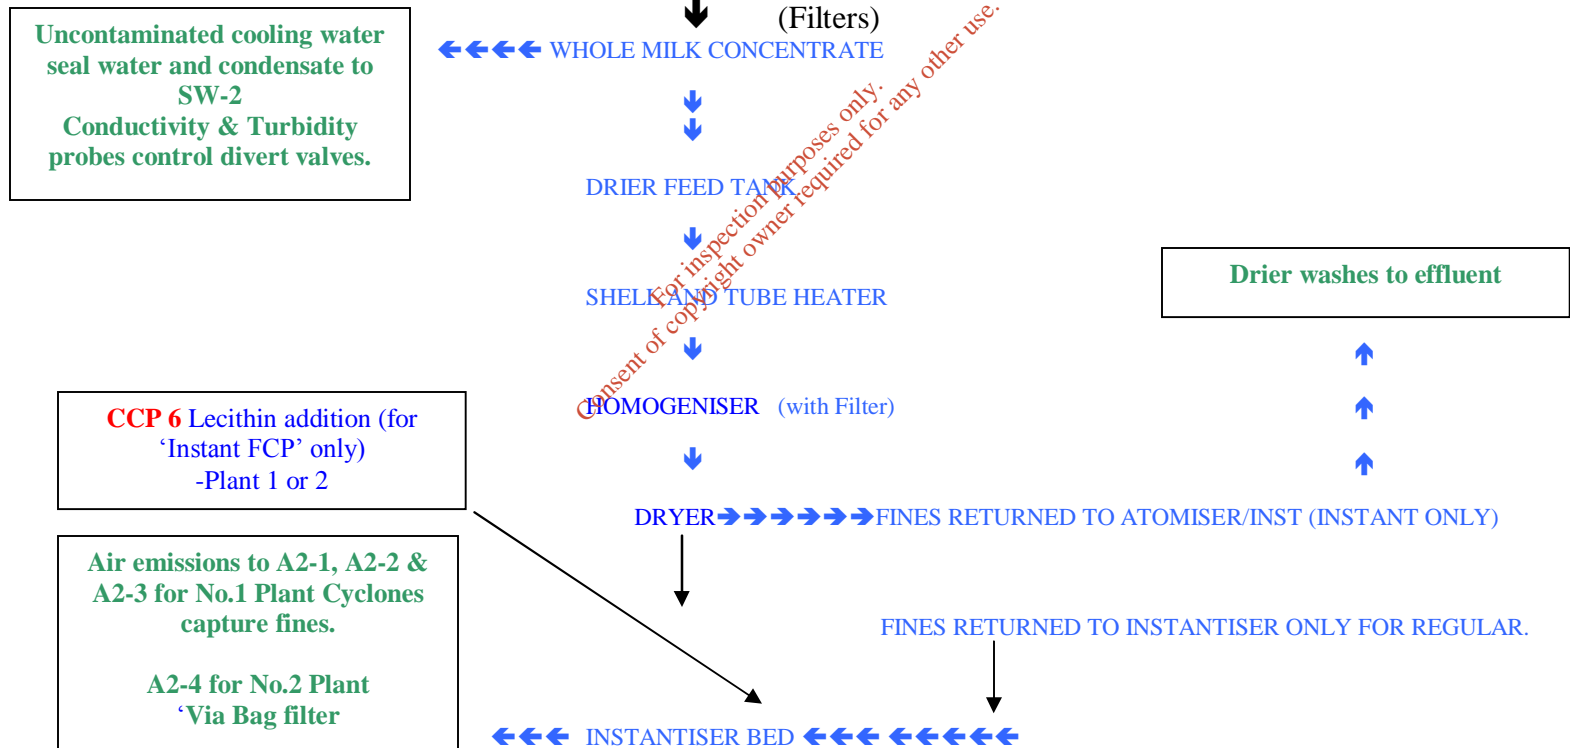 (Filters)
Uncontaminated cooling water
seal water and condensate to
SW-2
Conductivity & Turbidity
probes control divert valves.
WHOLE MILK CONCENTRATE
DRIER FEED TANK
SHELL AND TUBE HEATER
Drier washes to effluent
HOMOGENISER (with Filter)
CCP 6 Lecithin addition (for
‘Instant FCP’ only)
-Plant 1 or 2
DRYER
FINES RETURNED TO ATOMISER/INST (INSTANT ONLY)
Air emissions to A2-1, A2-2 &
A2-3 for No.1 Plant Cyclones
capture fines.
A2-4 for No.2 Plant
‘Via Bag filter
FINES RETURNED TO INSTANTISER ONLY FOR REGULAR.
INSTANTISER BED
For inspection purposes only.
Consent of copyright owner required for any other use.